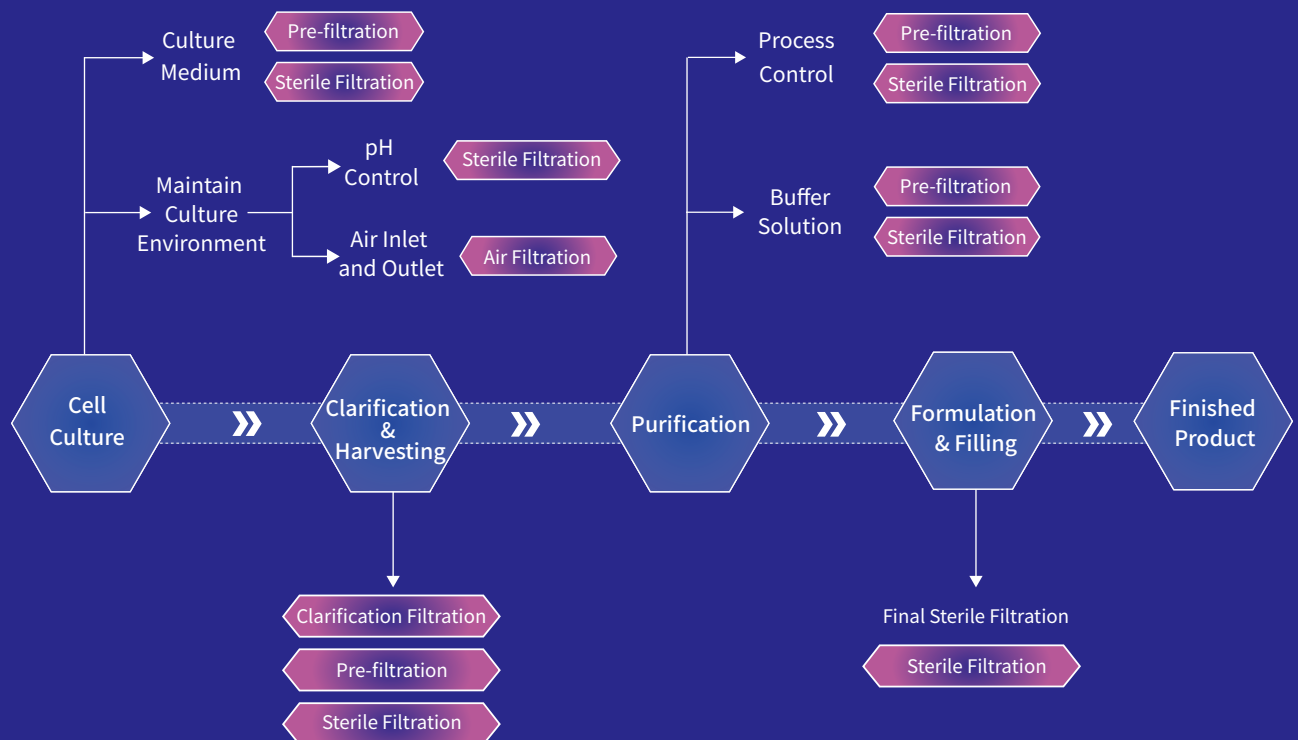 Culture
Medium
Pre-filtration
Sterile Filtration
Maintain
Culture
Environment
pH
Control
Sterile Filtration
Air Inlet
and Outlet
Air Filtration
Process
Control
Pre-filtration
Sterile Filtration
Buffer
Solution
Pre-filtration
Sterile Filtration
Cell
Culture
Clarification
&
Harvesting
Purification
Formulation
& Filling
Finished
Product
Clarification Filtration
Pre-filtration
Sterile Filtration
Final Sterile Filtration
Sterile Filtration